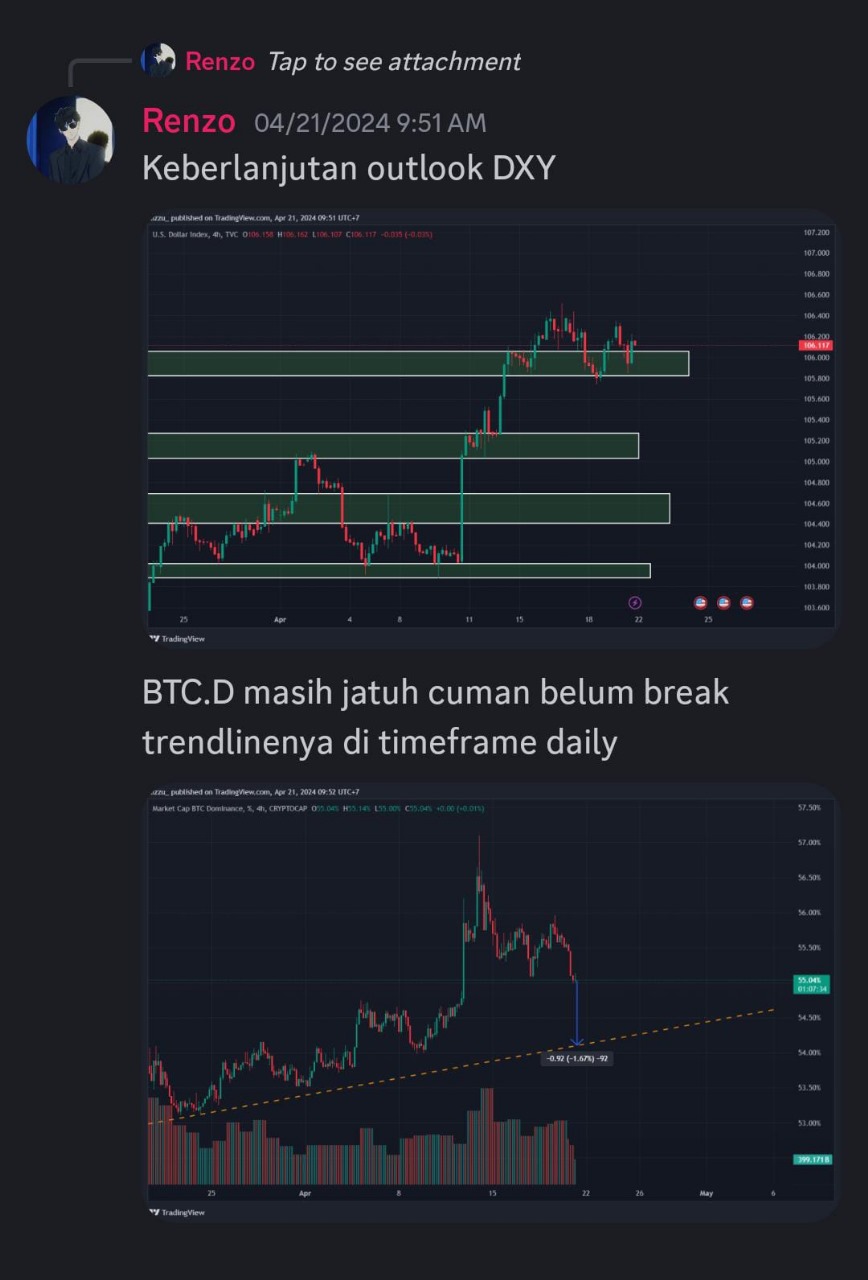 Renzo Tap to see attachment
Renzo 04/21/2024 9:51 AM
Keberlanjutan outlook DXY
.zzu_ published on TradingView.com, Apr 21, 2024 09:51 UTC+7
U.S. Dollar Index, 4h, TVC O106.158 H106.162 L106.107 C106.117 -0.035 (-0.03%)
107.200
107.000
106.800
106.600
106.400
106.200
106.117
106.000
105.800
105.600
105.400
105.200
105.000
104.800
104.600
104.400
104.200
104.000
103.800
103.600
25 Apr 4 8 11 15 18 22 25
TradingView
BTC.D masih jatuh cuman belum break
trendlinenya di timeframe daily
.zzu_ published on TradingView.com, Apr 21, 2024 09:52 UTC+7
Market Cap BTC Dominance, %, 4h, CRYPTOCAP O55.04% H55.14% L55.00% C55.04% +0.00 (+0.01%)
57.50%
57.00%
56.50%
56.00%
55.50%
55.04%
01:07:34
54.50%
54.00%
-0.92 (-1.67%) -92
53.50%
53.00%
399.171B
25 Apr 8 15 22 26 May 6
TradingView